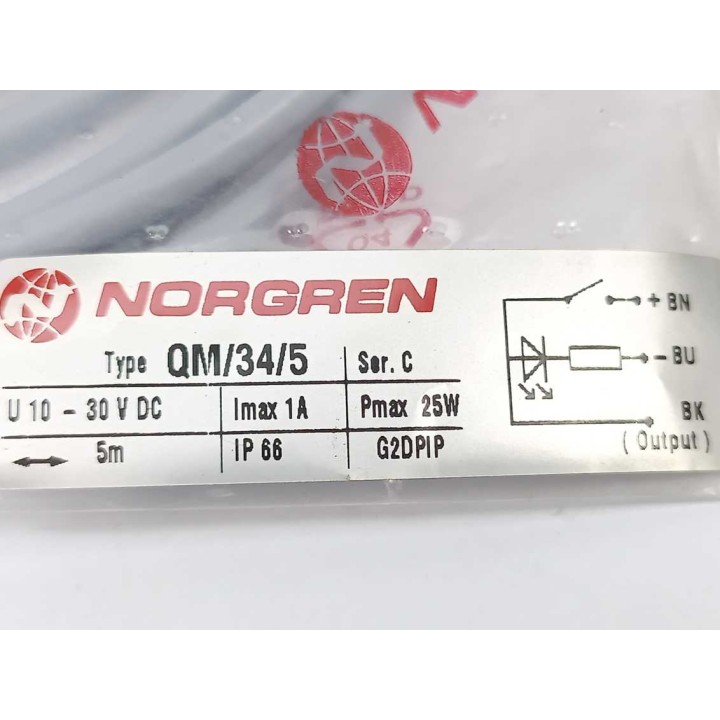 NORGREN
Type QM/34/5 Ser. C
U 10 - 30 V DC Imax 1A Pmax 25W
5m IP 66 G2DPIP
+ BN
- BU
BK
(Output)